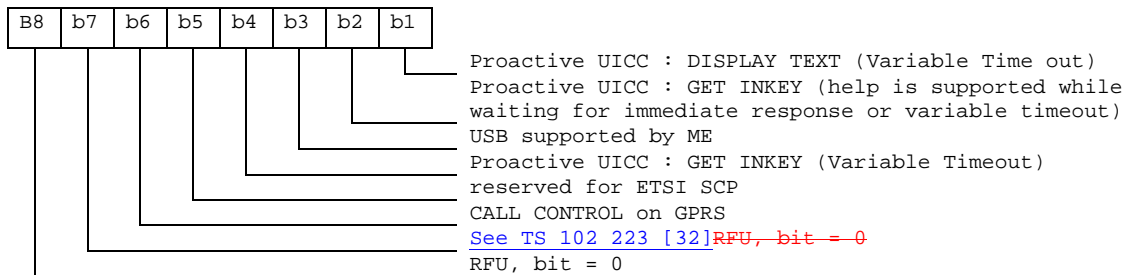 B8 b7 b6 b5 b4 b3 b2 b1
Proactive UICC : DISPLAY TEXT (Variable Time out)
Proactive UICC : GET INKEY (help is supported while
waiting for immediate response or variable timeout)
USB supported by ME
Proactive UICC : GET INKEY (Variable Timeout)
reserved for ETSI SCP
CALL CONTROL on GPRS
See TS 102 223 [32]RFU, bit = 0
RFU, bit = 0